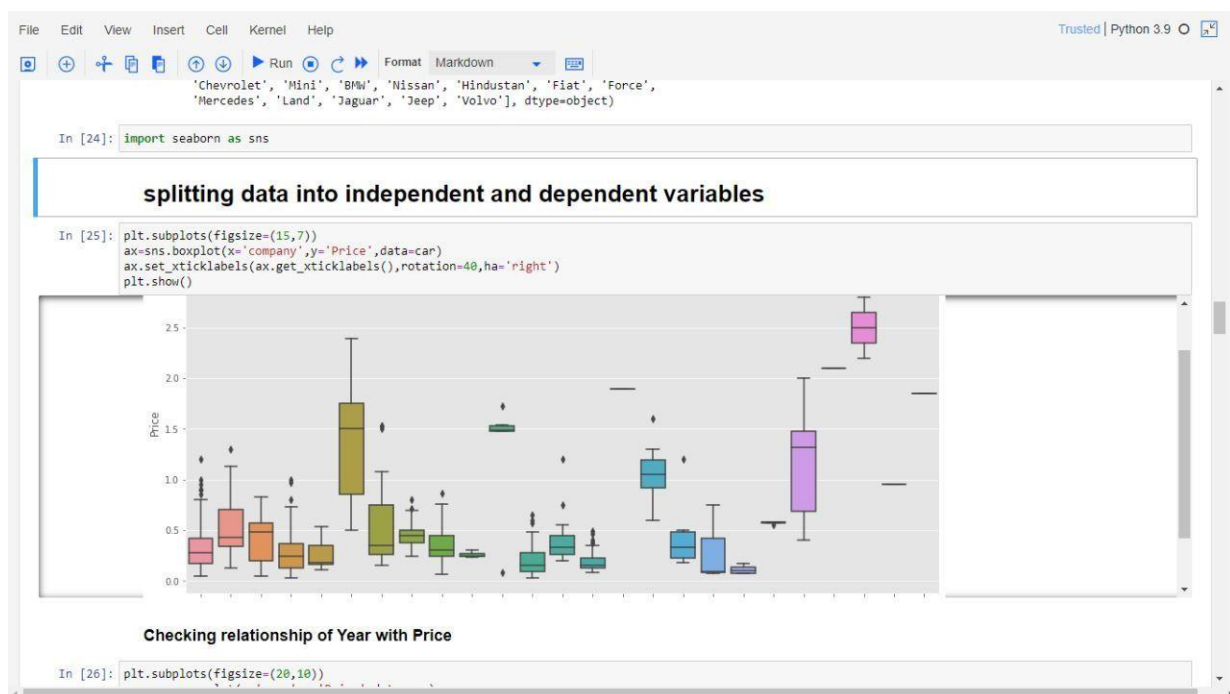 File Edit View Insert Cell Kernel Help Trusted | Python 3.9
Run Format Markdown
'Chevrolet', 'Mini', 'BMW', 'Nissan', 'Hindustan', 'Fiat', 'Force',
'Mercedes', 'Land', 'Jaguar', 'Jeep', 'Volvo'], dtype=object)
In [24]: import seaborn as sns
splitting data into independent and dependent variables
In [25]: plt.subplots(figsize=(15,7))
ax=sns.boxplot(x='company',y='Price',data=car)
ax.set_xticklabels(ax.get_xticklabels(),rotation=40,ha='right')
plt.show()
2.5
2.0
Price
1.5
1.0
0.5
0.0
Checking relationship of Year with Price
In [26]: plt.subplots(figsize=(20,10))